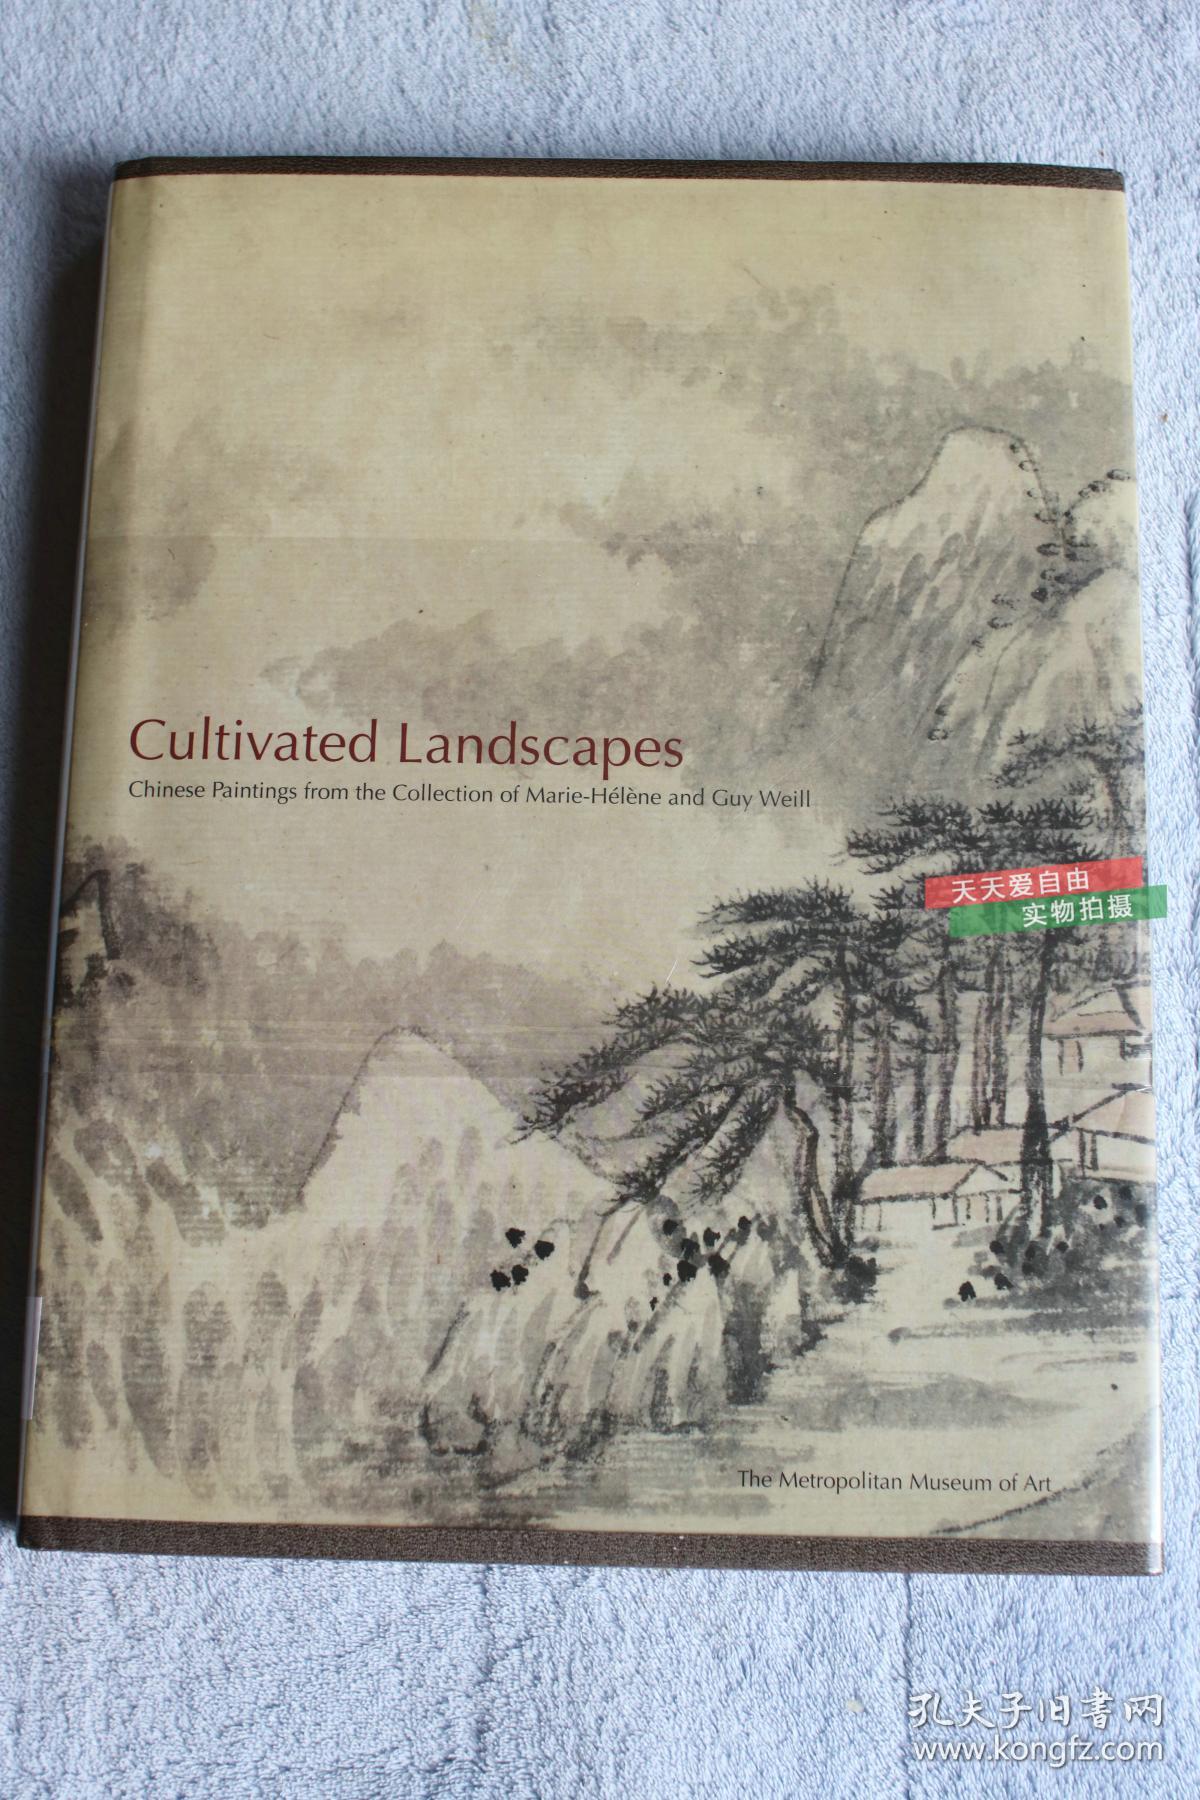 Cultivated Landscapes
Chinese Paintings from the Collection of Marie-Hélène and Guy Weill
天天爱自由
实物拍摄
The Metropolitan Museum of Art
孔夫子旧书网
www.kongfz.com